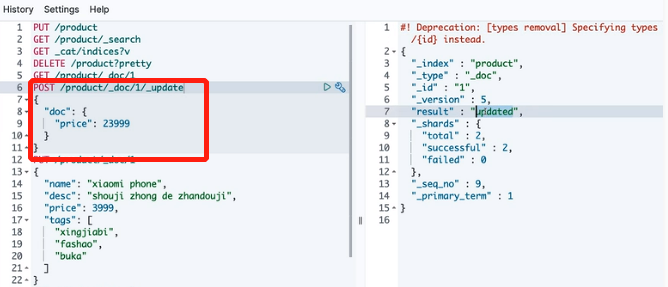 History Settings Help
1 PUT /product
2 GET /product/_search
3 GET _cat/indices?v
4 DELETE /product?pretty
5 GET /product/_doc/1
6 POST /product/_doc/1/_update
7 {
8 "doc": {
9 "price": 23999
10 }
11 }
12 PUT /product/_doc/1
13 {
14 "name": "xiaomi phone",
15 "desc": "shouji zhong de zhandouji",
16 "price": 3999,
17 "tags": [
18 "xingjiabi",
19 "fashao",
20 "buka"
21 ]
22 }
1 #! Deprecation: [types removal] Specifying types
/{id} instead.
2 {
3 "_index" : "product",
4 "_type" : "_doc",
5 "_id" : "1",
6 "_version" : 5,
7 "result" : "updated",
8 "_shards" : {
9 "total" : 2,
10 "successful" : 2,
11 "failed" : 0
12 },
13 "_seq_no" : 9,
14 "_primary_term" : 1
15 }
16